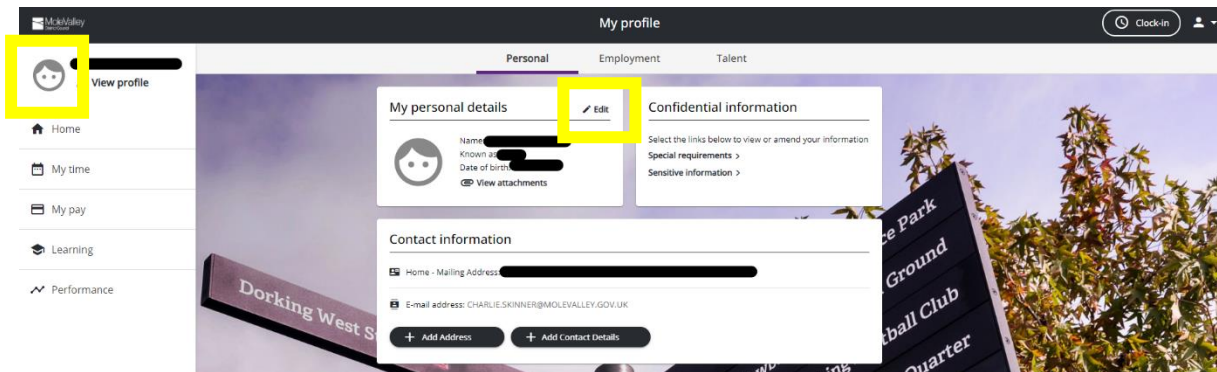 MoleValley
My profile
Clock-in
View profile
Personal
Employment
Talent
Home
My time
My pay
Learning
Performance
My personal details
Edit
Name
Known as
Date of birth
View attachments
Confidential information
Select the links below to view or amend your information
Special requirements >
Sensitive information >
Contact information
Home - Mailing Address:
E-mail address: CHARLIE.SKINNER@MOLEVALLEY.GOV.UK
+ Add Address
+ Add Contact Details
Dorking West S
ce Park
Ground
tball Club
Quarter